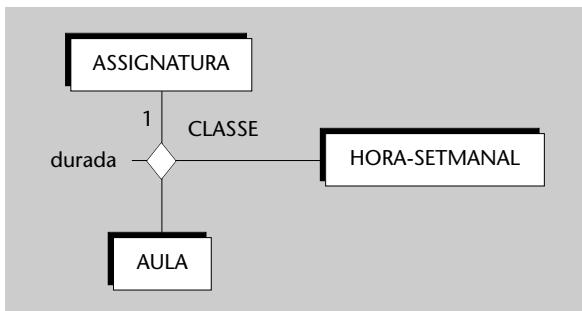 ASSIGNATURA
1
CLASSE
durada
HORA-SETMANAL
AULA